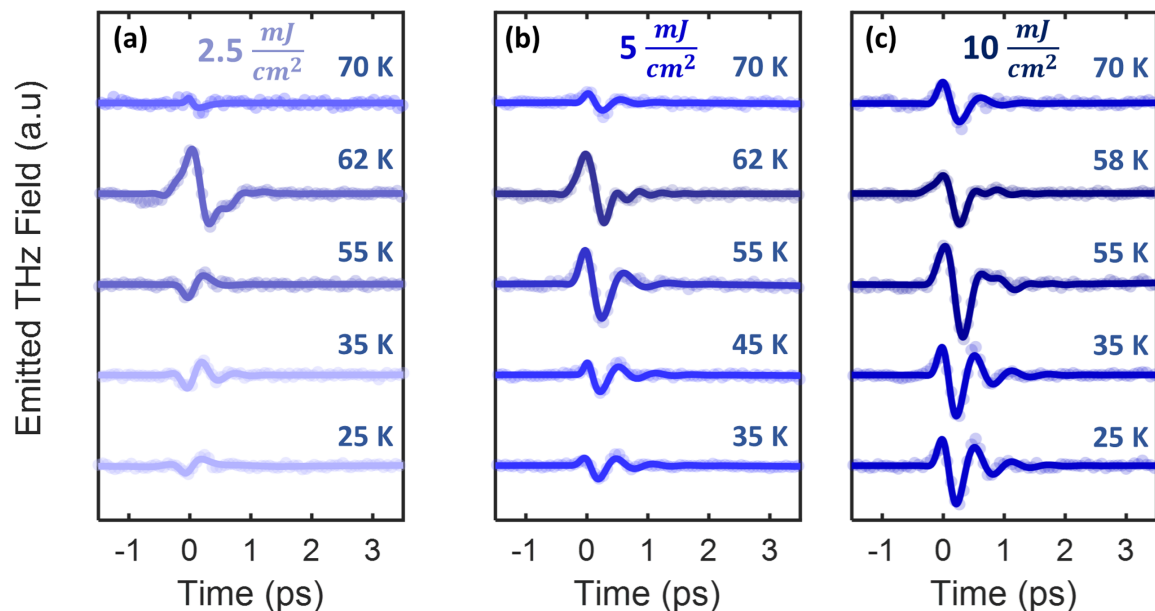 Emitted THz Field (a.u)
(a)
2.5 mJ/cm²
70 K
62 K
55 K
35 K
25 K
-1 0 1 2 3
Time (ps)
(b)
5 mJ/cm²
70 K
62 K
55 K
45 K
35 K
-1 0 1 2 3
Time (ps)
(c)
10 mJ/cm²
70 K
58 K
55 K
35 K
25 K
-1 0 1 2 3
Time (ps)